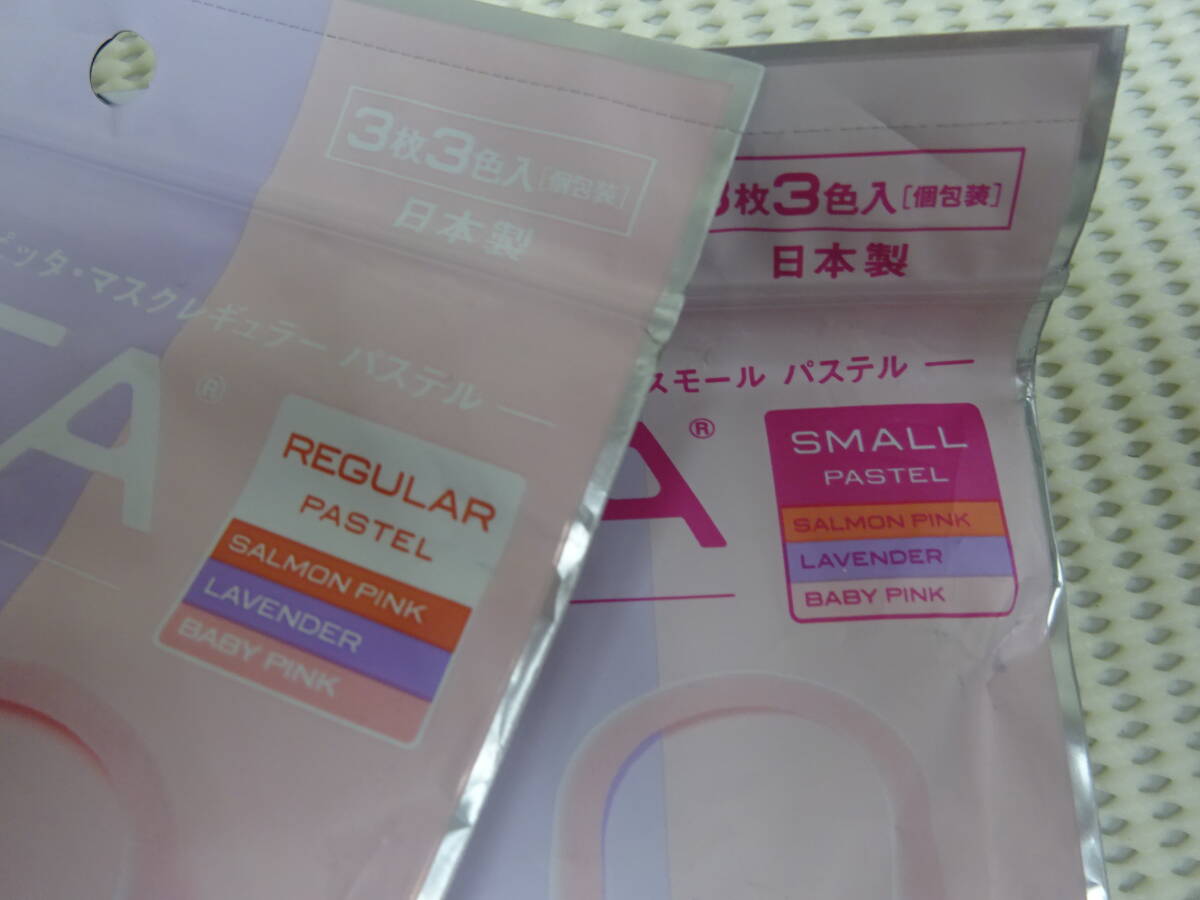 3枚3色入[個包装]
日本製
ピッタ・マスクレギュラー パステル
TA®
REGULAR
PASTEL
SALMON PINK
LAVENDER
BABY PINK
3枚3色入[個包装]
日本製
スモール パステル
A®
SMALL
PASTEL
SALMON PINK
LAVENDER
BABY PINK